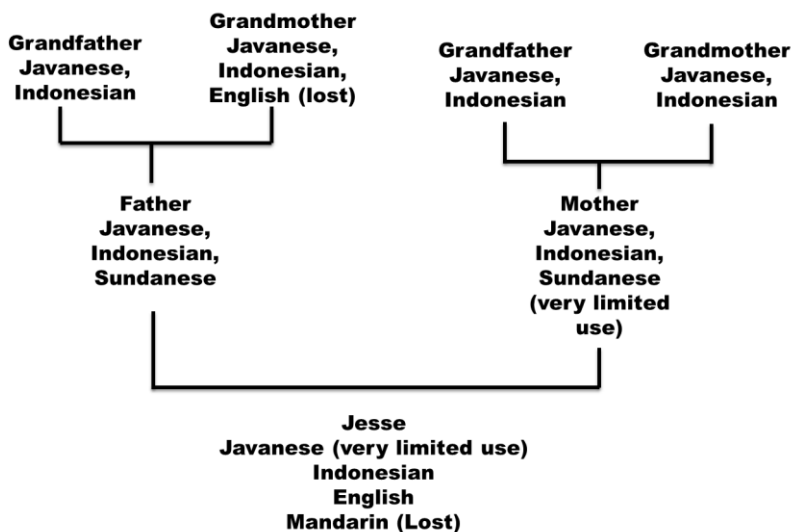 Grandfather
Javanese,
Indonesian
Grandmother
Javanese,
Indonesian,
English (lost)
Grandfather
Javanese,
Indonesian
Grandmother
Javanese,
Indonesian
Father
Javanese,
Indonesian,
Sundanese
Mother
Javanese,
Indonesian,
Sundanese
(very limited
use)
Jesse
Javanese (very limited use)
Indonesian
English
Mandarin (Lost)